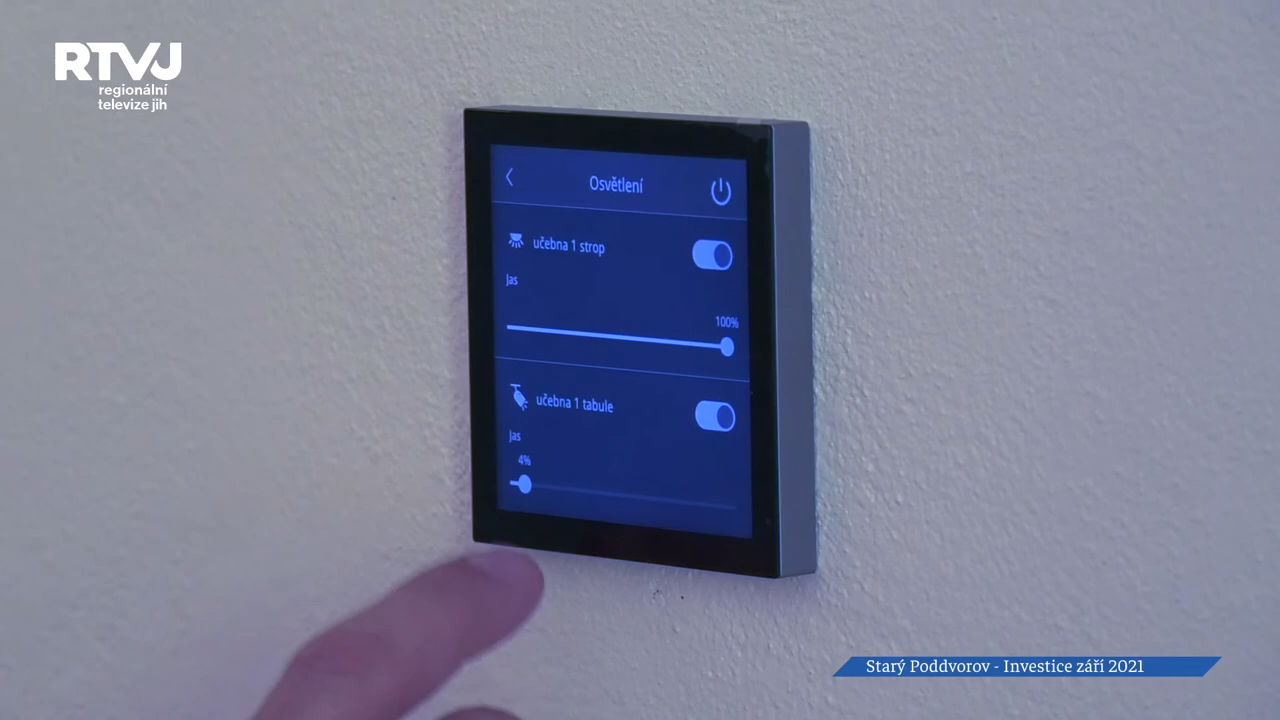 RTVJ
regionální
televize jih
Osvětlení
učebna 1 strop
Jas
100%
učebna 1 tabule
Jas
4%
Starý Poddvorov - Investice září 2021